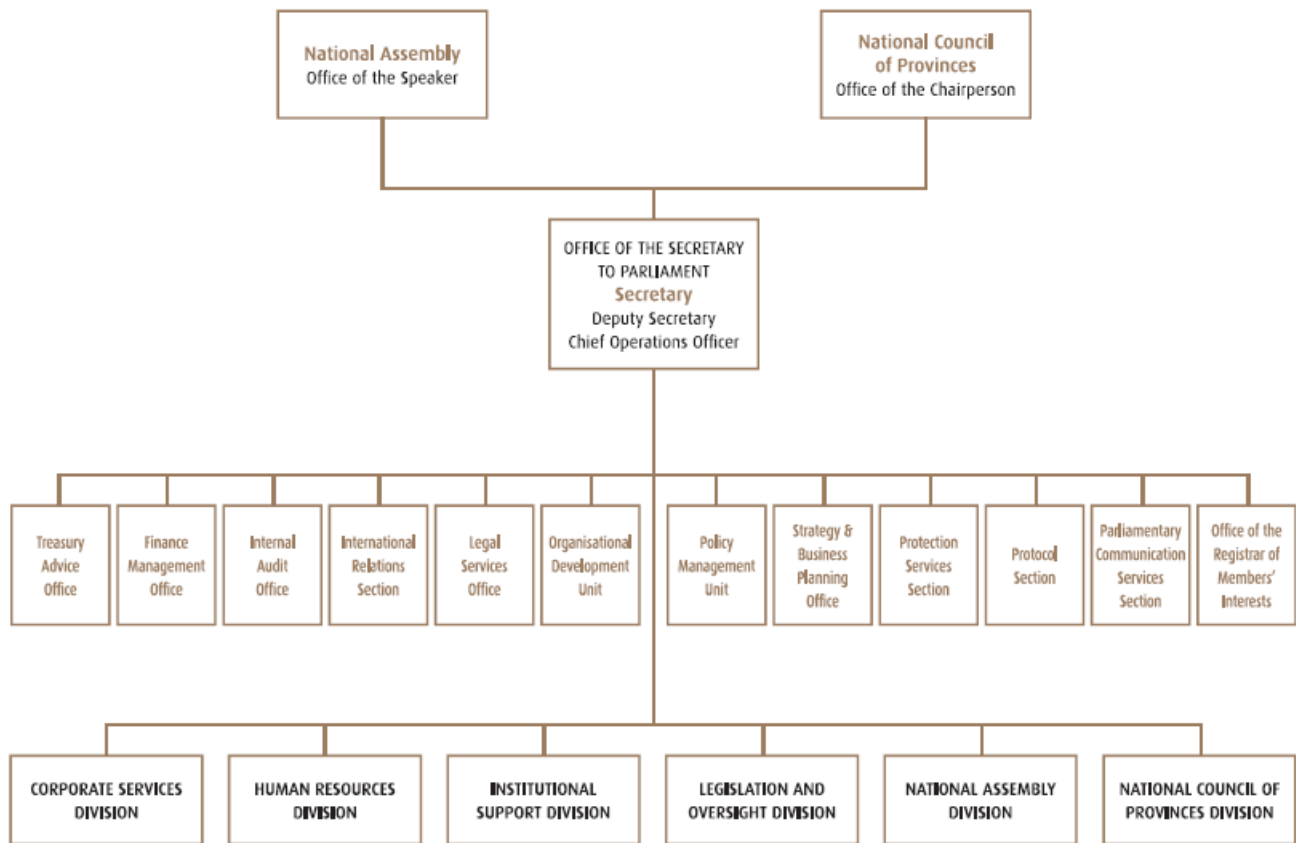 National Assembly
Office of the Speaker
National Council
of Provinces
Office of the Chairperson
OFFICE OF THE SECRETARY
TO PARLIAMENT
Secretary
Deputy Secretary
Chief Operations Officer
Treasury
Advice
Office
Finance
Management
Office
Internal
Audit
Office
International
Relations
Section
Legal
Services
Office
Organisational
Development
Unit
Policy
Management
Unit
Strategy &
Business
Planning
Office
Protection
Services
Section
Protocol
Section
Parliamentary
Communication
Services
Section
Office of the
Registrar of
Members’
Interests
CORPORATE SERVICES
DIVISION
HUMAN RESOURCES
DIVISION
INSTITUTIONAL
SUPPORT DIVISION
LEGISLATION AND
OVERSIGHT DIVISION
NATIONAL ASSEMBLY
DIVISION
NATIONAL COUNCIL OF
PROVINCES DIVISION